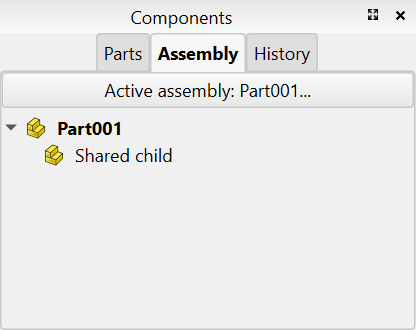 Components
Parts Assembly History
Active assembly: Part001...
Part001
Shared child